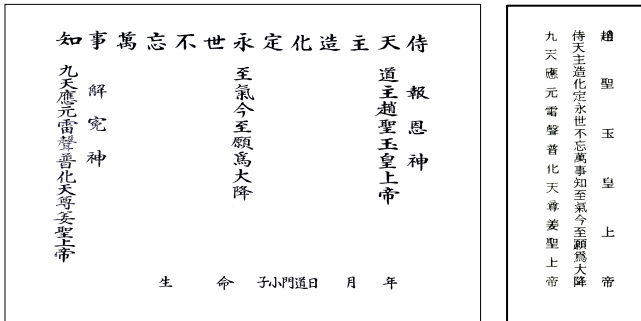 侍天主造化定永世不忘萬事知
報恩神
道主趙聖玉皇上帝
至氣今至願爲大降
解寃神
九天應元雷聲普化天尊姜聖上帝
年月日道門小子命生
趙聖玉皇上帝
侍天主造化定永世不忘萬事知至氣今至願爲大降
九天應元雷聲普化天尊姜聖上帝